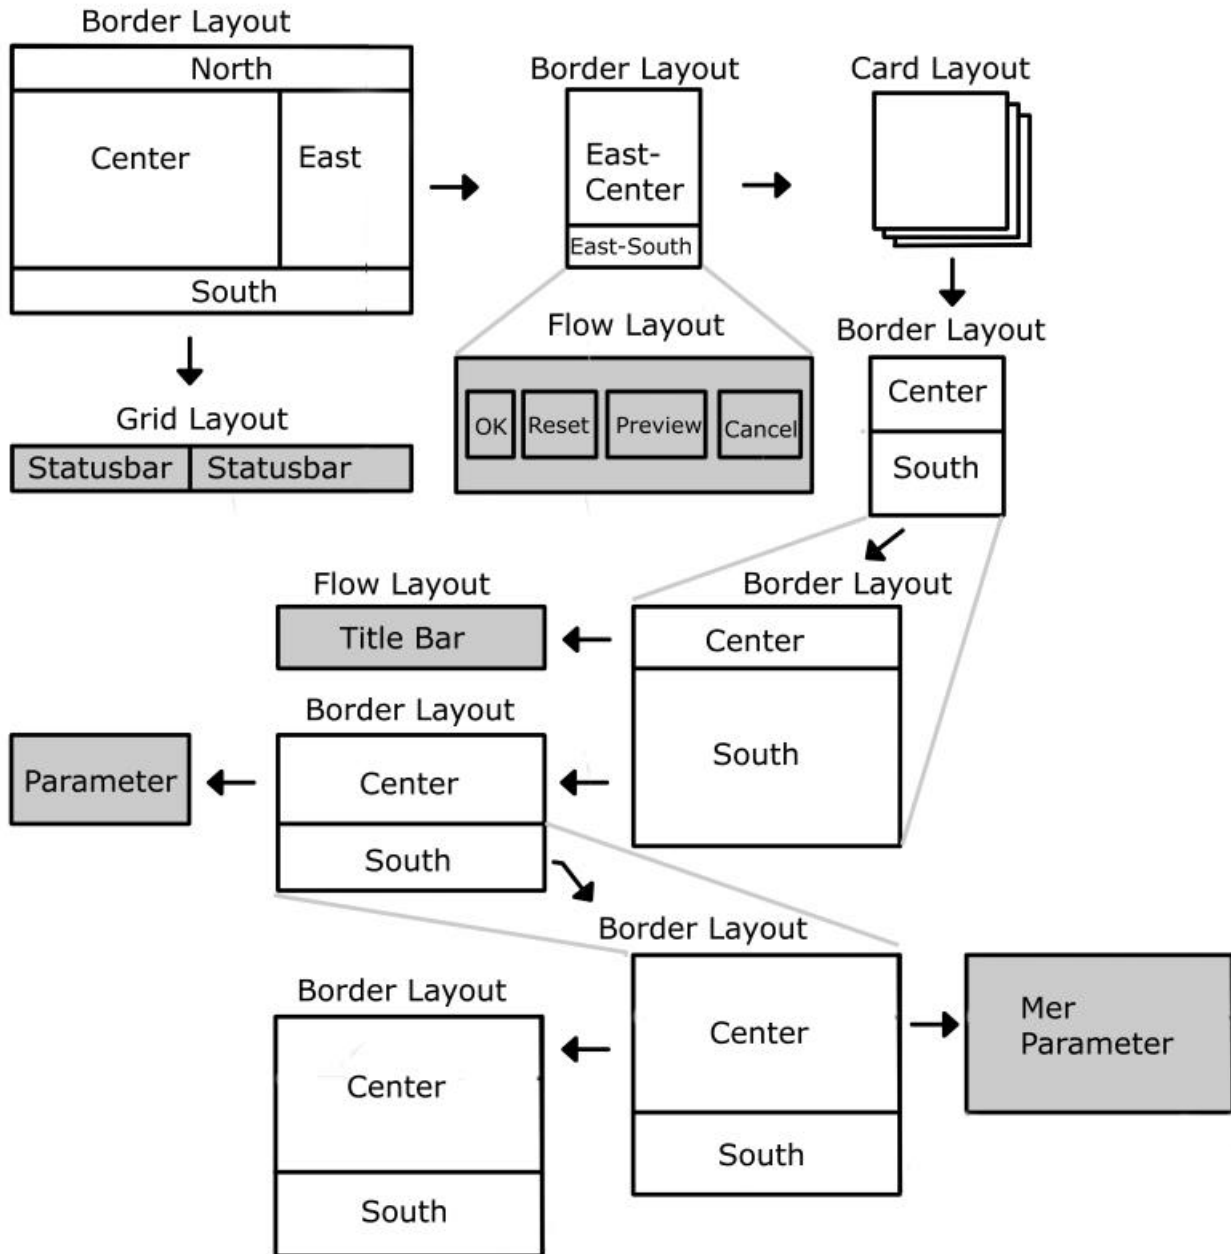 Border Layout
North
Center
East
South
Border Layout
East-
Center
East-South
Card Layout
Grid Layout
Statusbar
Statusbar
Flow Layout
OK
Reset
Preview
Cancel
Border Layout
Center
South
Border Layout
Center
South
Flow Layout
Title Bar
Border Layout
Center
South
Parameter
Border Layout
Center
South
Mer
Parameter
Border Layout
Center
South